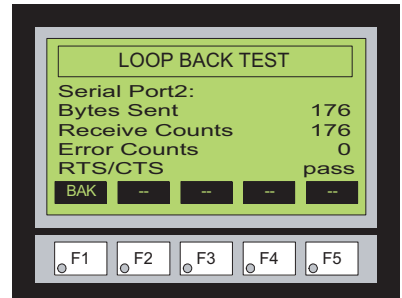 LOOP BACK TEST
Serial Port2:
Bytes Sent 176
Receive Counts 176
Error Counts 0
RTS/CTS pass
BAK -- -- -- --
F1 F2 F3 F4 F5